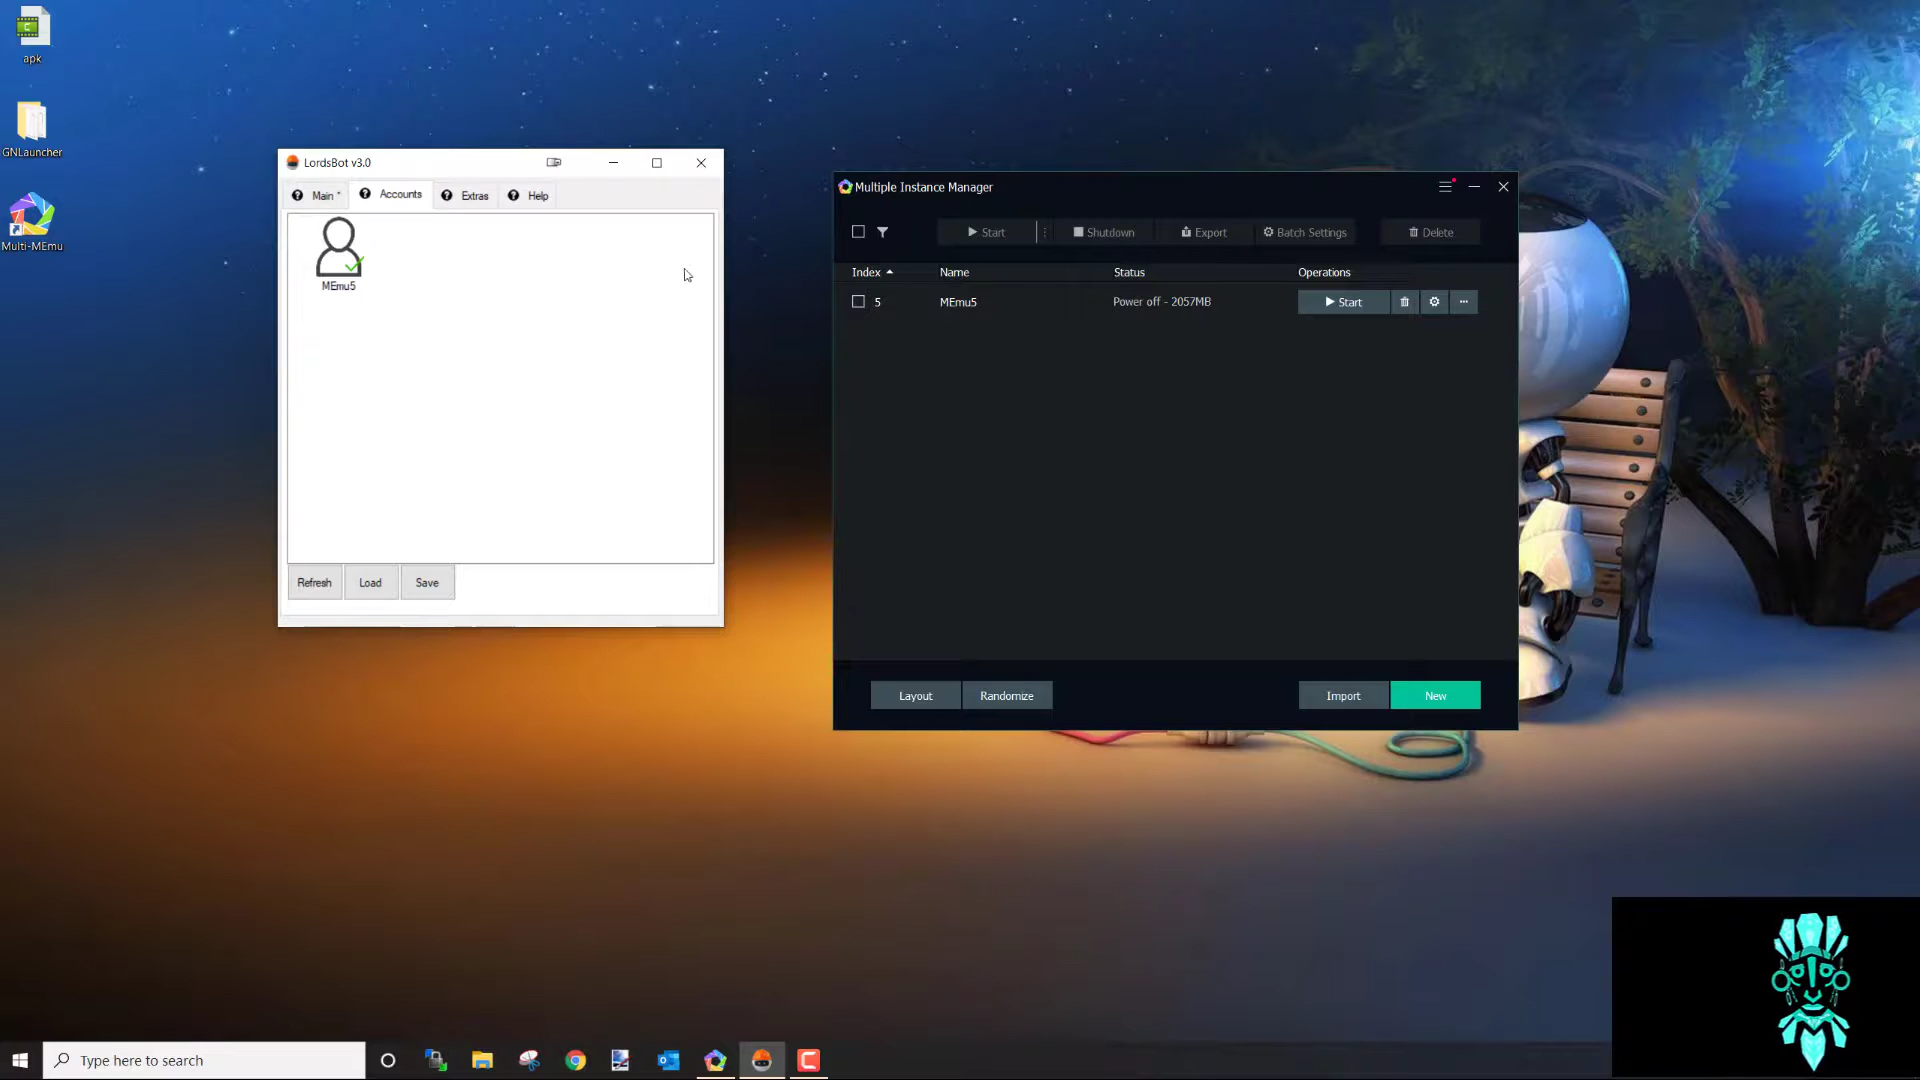 apk
GNLauncher
Multi-MEmu
LordsBot v3.0
Main *
Accounts
Extras
Help
MEmu5
Refresh
Load
Save
Multiple Instance Manager
Start
Shutdown
Export
Batch Settings
Delete
Index
Name
Status
Operations
5
MEmu5
Power off - 2057MB
Start
Layout
Randomize
Import
New
Type here to search